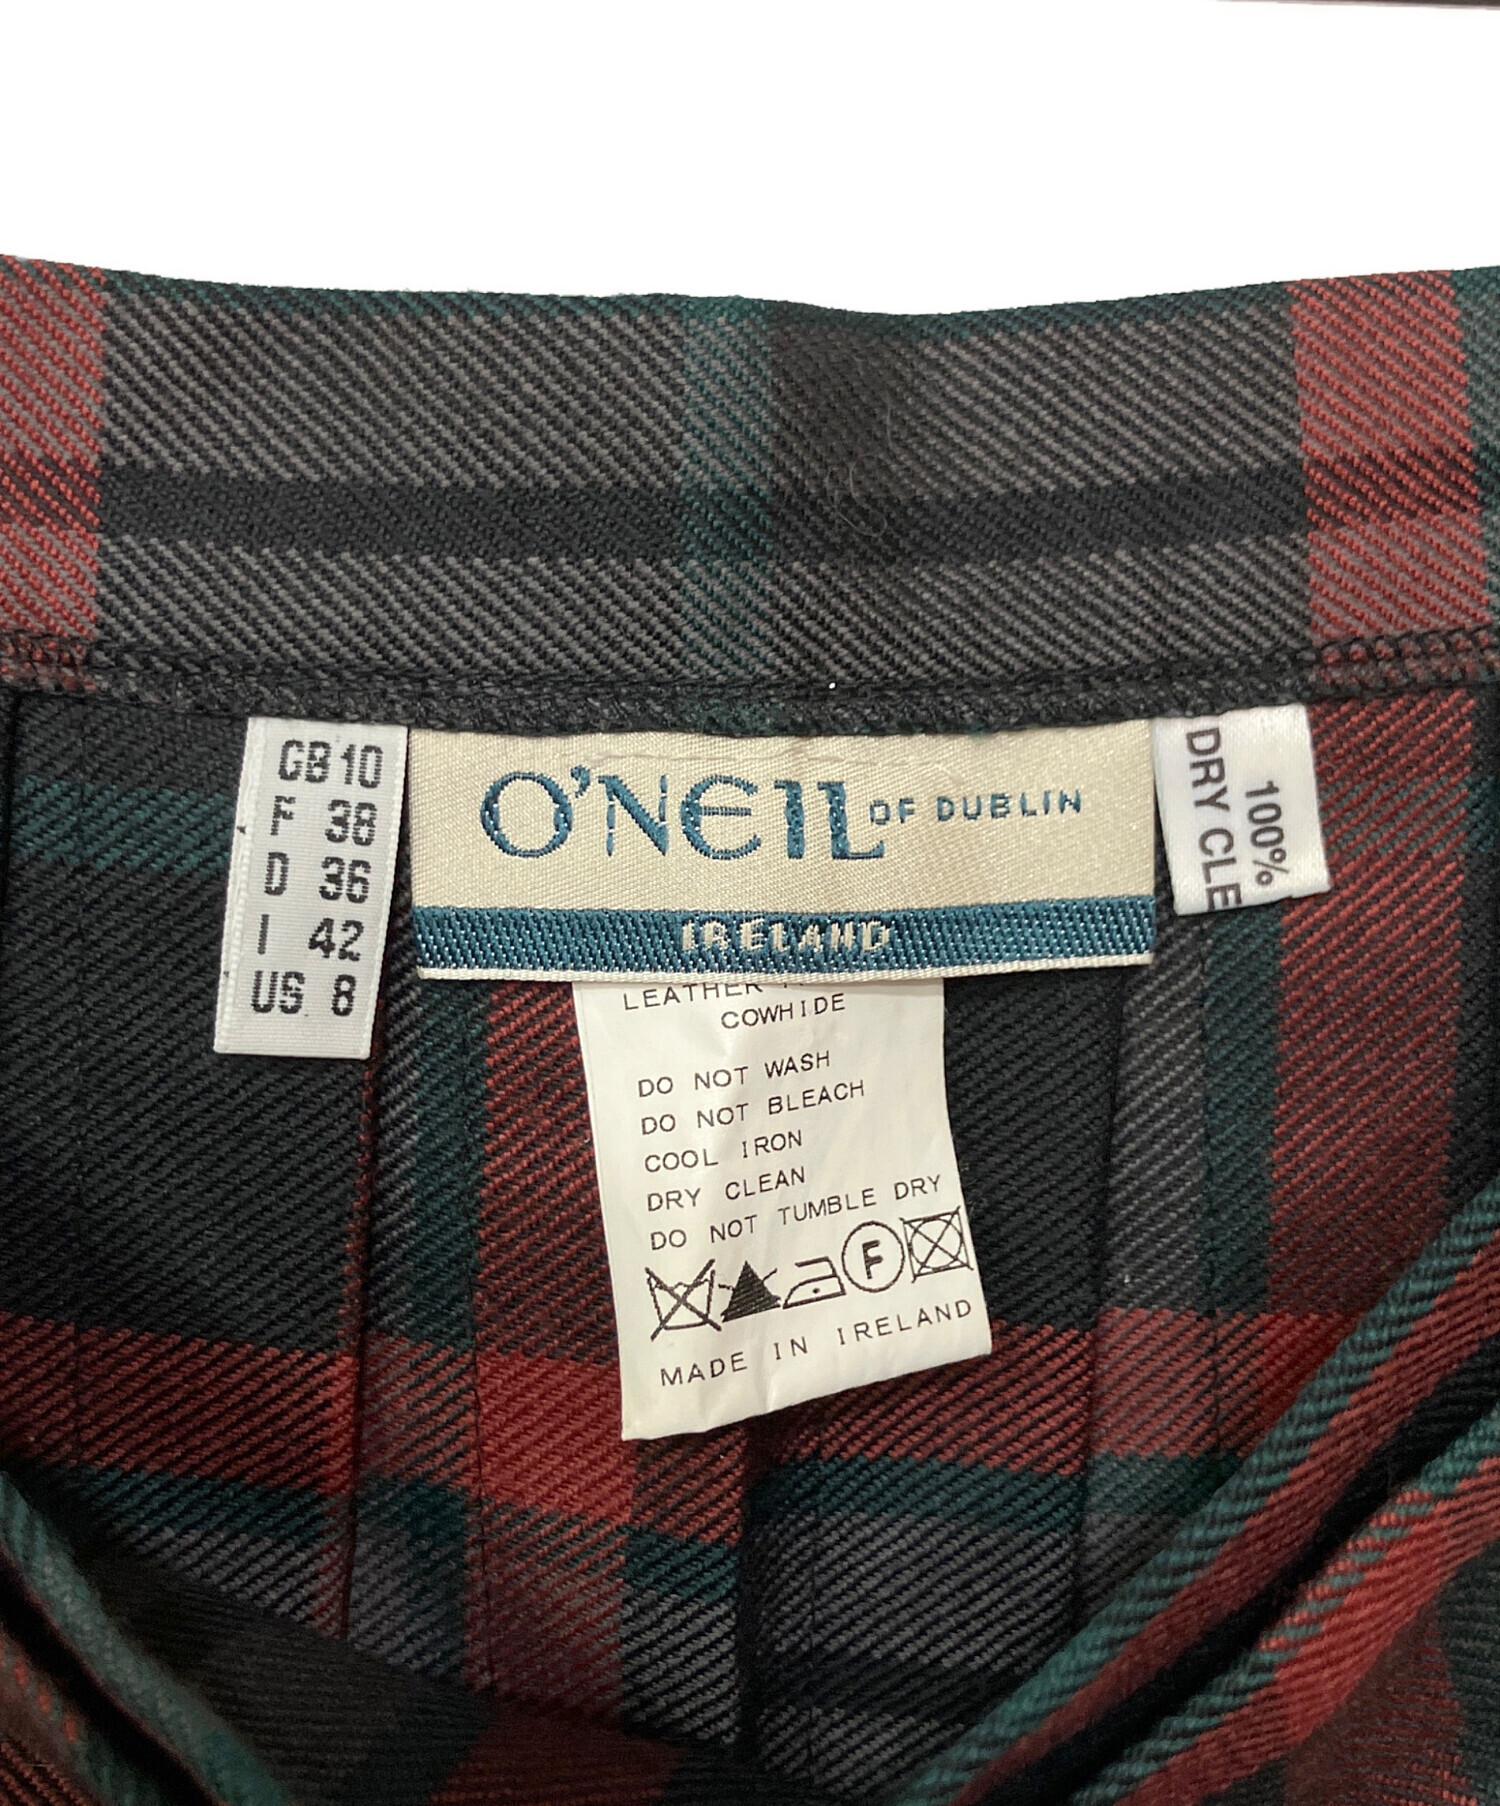 GB 10
F 38
D 36
I 42
US 8
O'NEIL OF DUBLIN
IRELAND
100%
DRY CLE
LEATHER
COWHIDE
DO NOT WASH
DO NOT BLEACH
COOL IRON
DRY CLEAN
DO NOT TUMBLE DRY
F
MADE IN IRELAND